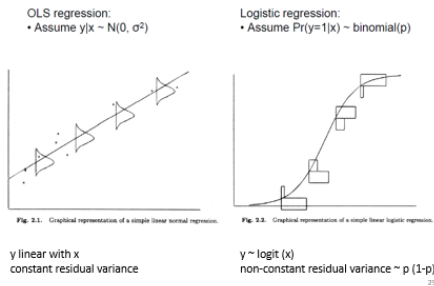 OLS regression:
• Assume y|x ~ N(0, σ²)
Logistic regression:
• Assume Pr(y=1|x) ~ binomial(p)
Fig. 2.1. Graphical representation of a simple linear normal regression.
Fig. 2.2. Graphical representation of a simple linear logistic regression.
y linear with x
constant residual variance
y ~ logit (x)
non-constant residual variance ~ p (1-p)